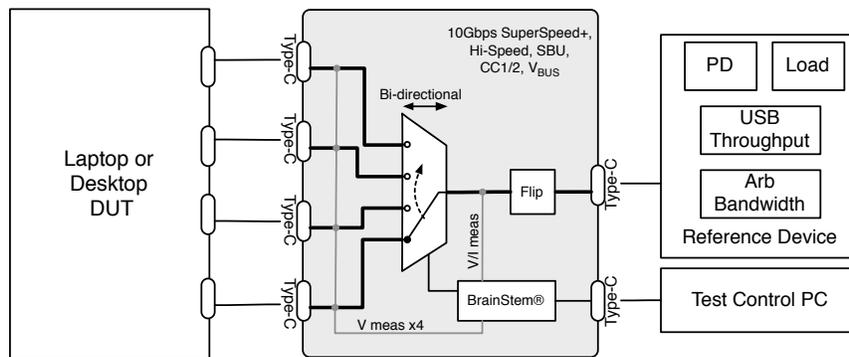 Laptop or
Desktop
DUT
Type-C
Type-C
Type-C
Type-C
10Gbps SuperSpeed+,
Hi-Speed, SBU,
CC1/2, VBUS
Bi-directional
Flip
V/I meas
BrainStem®
V meas x4
Type-C
Type-C
PD
Load
USB
Throughput
Arb
Bandwidth
Reference Device
Test Control PC